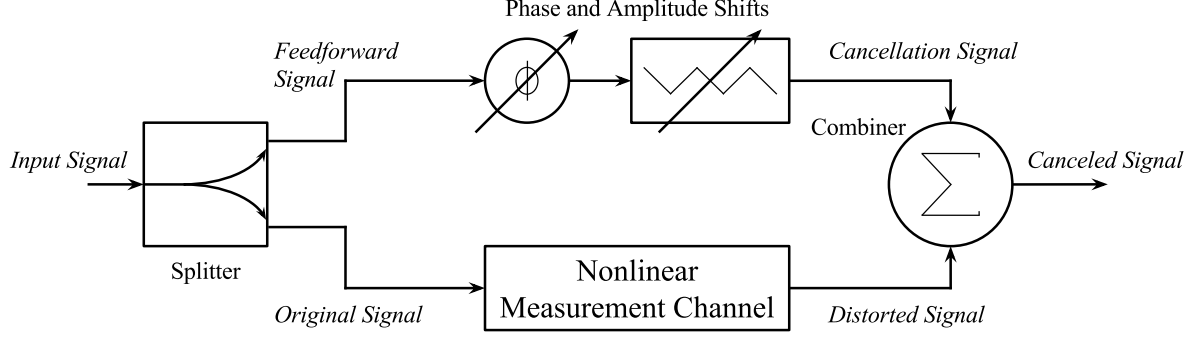 Phase and Amplitude Shifts
Feedforward
Signal
ϕ
Cancellation Signal
Input Signal
Combiner
Σ
Canceled Signal
Splitter
Nonlinear
Measurement Channel
Original Signal
Distorted Signal